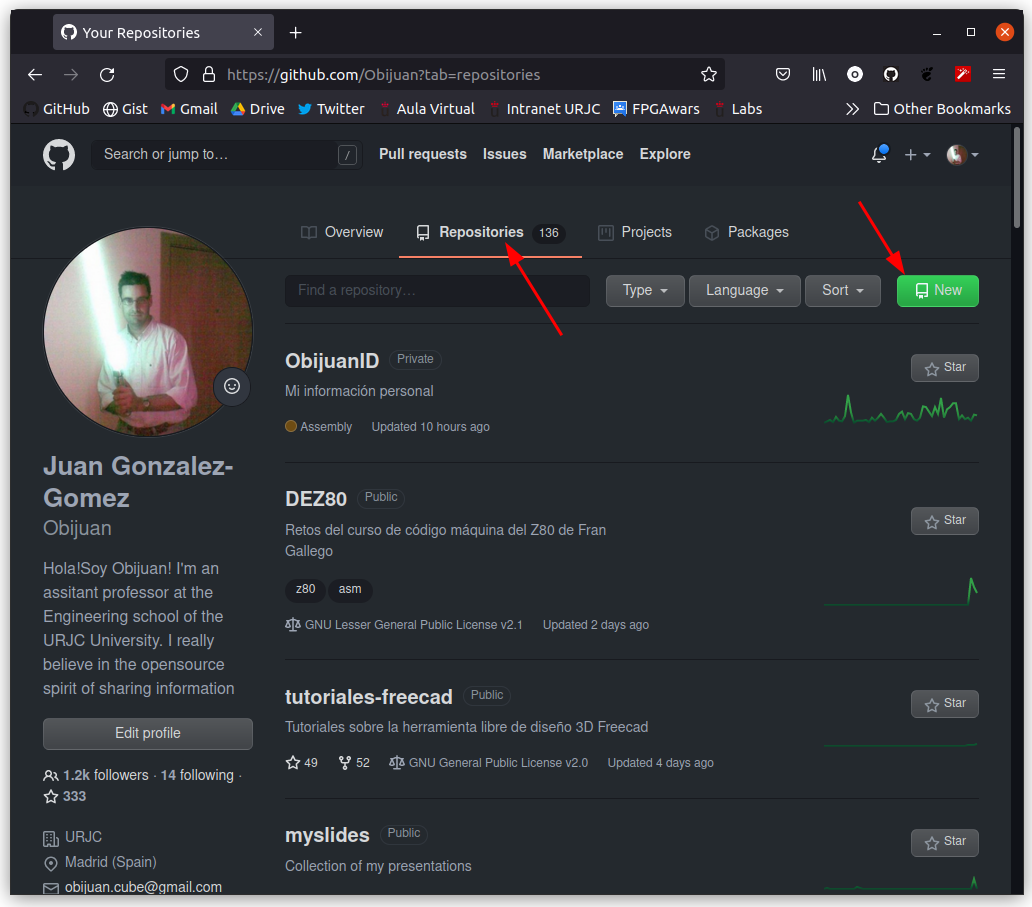 Your Repositories
https://github.com/Obijuan?tab=repositories
GitHub Gist Gmail Drive Twitter Aula Virtual Intranet URJC FPGAwars Labs Other Bookmarks
Search or jump to… / Pull requests Issues Marketplace Explore
Overview Repositories 136 Projects Packages
Find a repository… Type Language Sort New
ObijuanID Private Star
Mi información personal
Assembly Updated 10 hours ago
DEZ80 Public Star
Retos del curso de código máquina del Z80 de Fran
Gallego
z80 asm
GNU Lesser General Public License v2.1 Updated 2 days ago
tutoriales-freecad Public Star
Tutoriales sobre la herramienta libre de diseño 3D Freecad
49 52 GNU General Public License v2.0 Updated 4 days ago
myslides Public Star
Collection of my presentations
Juan Gonzalez-
Gomez
Obijuan
Hola!Soy Obijuan! I'm an
assitant professor at the
Engineering school of the
URJC University. I really
believe in the opensource
spirit of sharing information
Edit profile
1.2k followers · 14 following ·
333
URJC
Madrid (Spain)
obijuan.cube@gmail.com